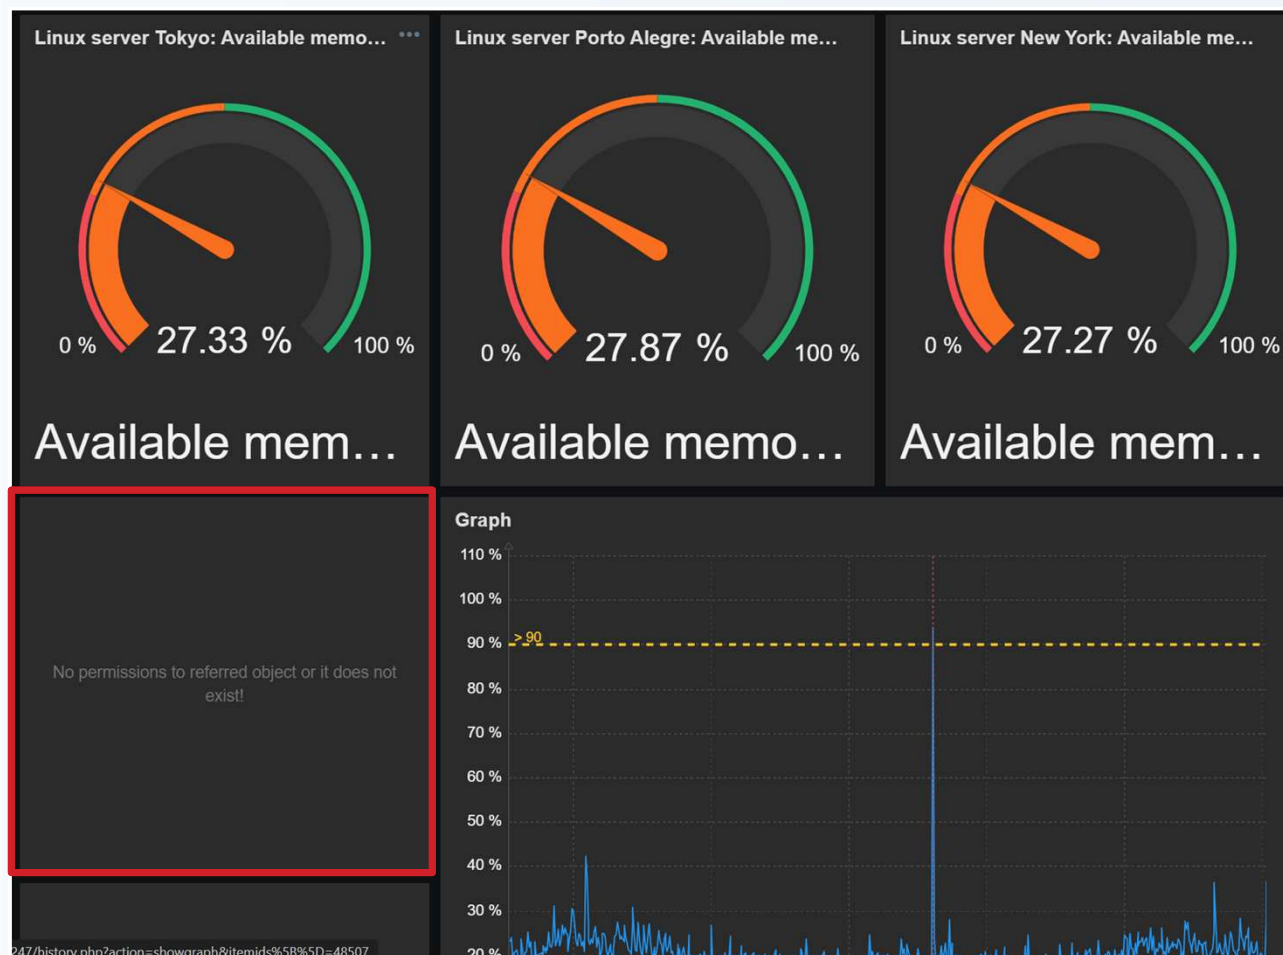 Linux server Tokyo: Available memo...
Linux server Porto Alegre: Available me...
Linux server New York: Available me...
0 %
27.33 %
100 %
0 %
27.87 %
100 %
0 %
27.27 %
100 %
Available mem...
Available memo...
Available mem...
No permissions to referred object or it does not
exist!
Graph
110 %
100 %
90 %
> 90
80 %
70 %
60 %
50 %
40 %
30 %
20 %
247/history.php?action=showgraph&itemids%5B%5D=48507